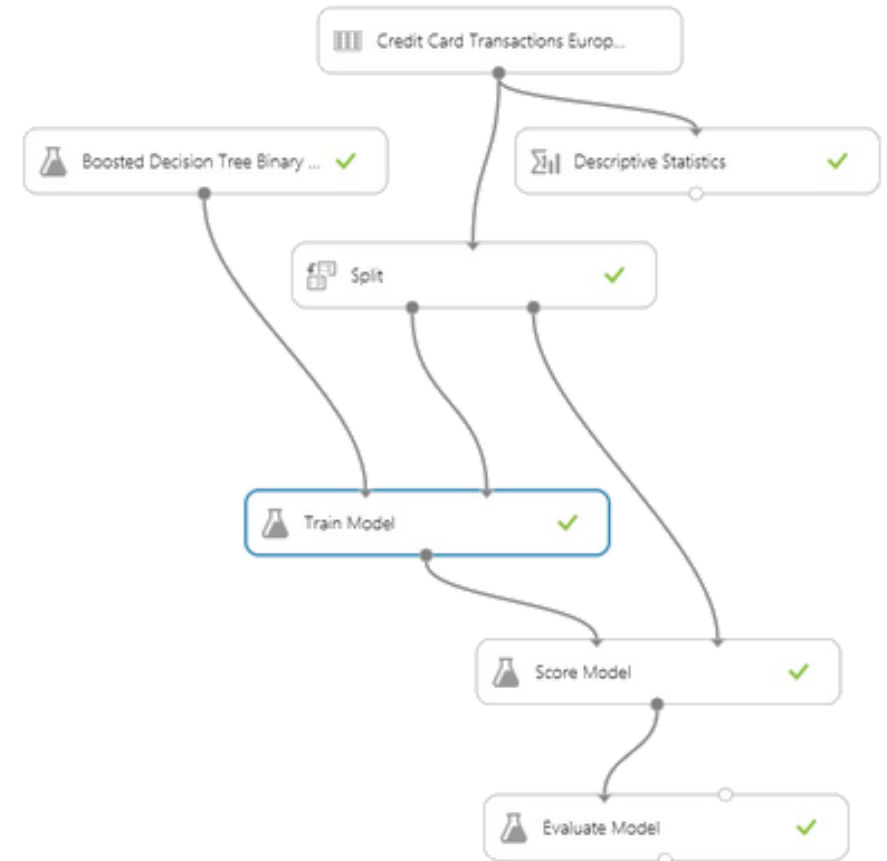 Credit Card Transactions Europ...
Boosted Decision Tree Binary ...
Descriptive Statistics
Split
Train Model
Score Model
Evaluate Model